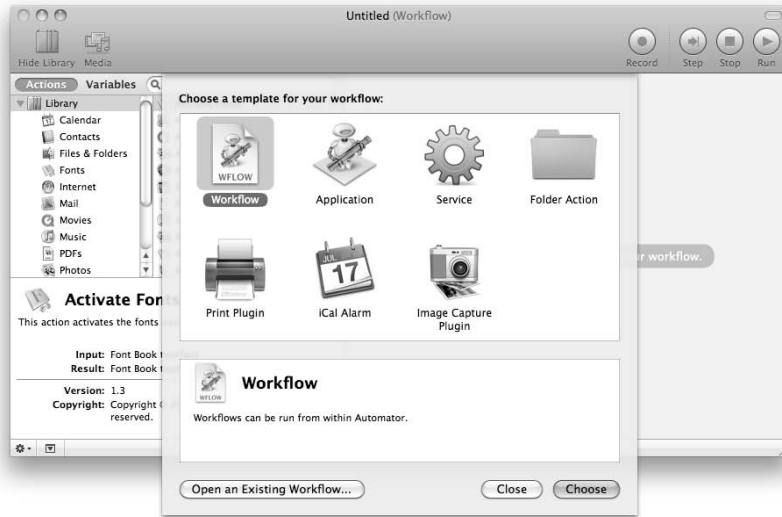 Untitled (Workflow)
Hide Library Media
Record Step Stop Run
Actions Variables
Library
Calendar
Contacts
Files & Folders
Fonts
Internet
Mail
Movies
Music
PDFs
Photos
Activate Fon
This action activates the fonts
Input: Font Book
Result: Font Book
Version: 1.3
Copyright: Copyright
reserved.
Choose a template for your workflow:
WFLOW
Workflow Application Service Folder Action
JUL
17
Print Plugin iCal Alarm Image Capture
Plugin
r workflow.
WFLOW
Workflow
Workflows can be run from within Automator.
Open an Existing Workflow... Close Choose